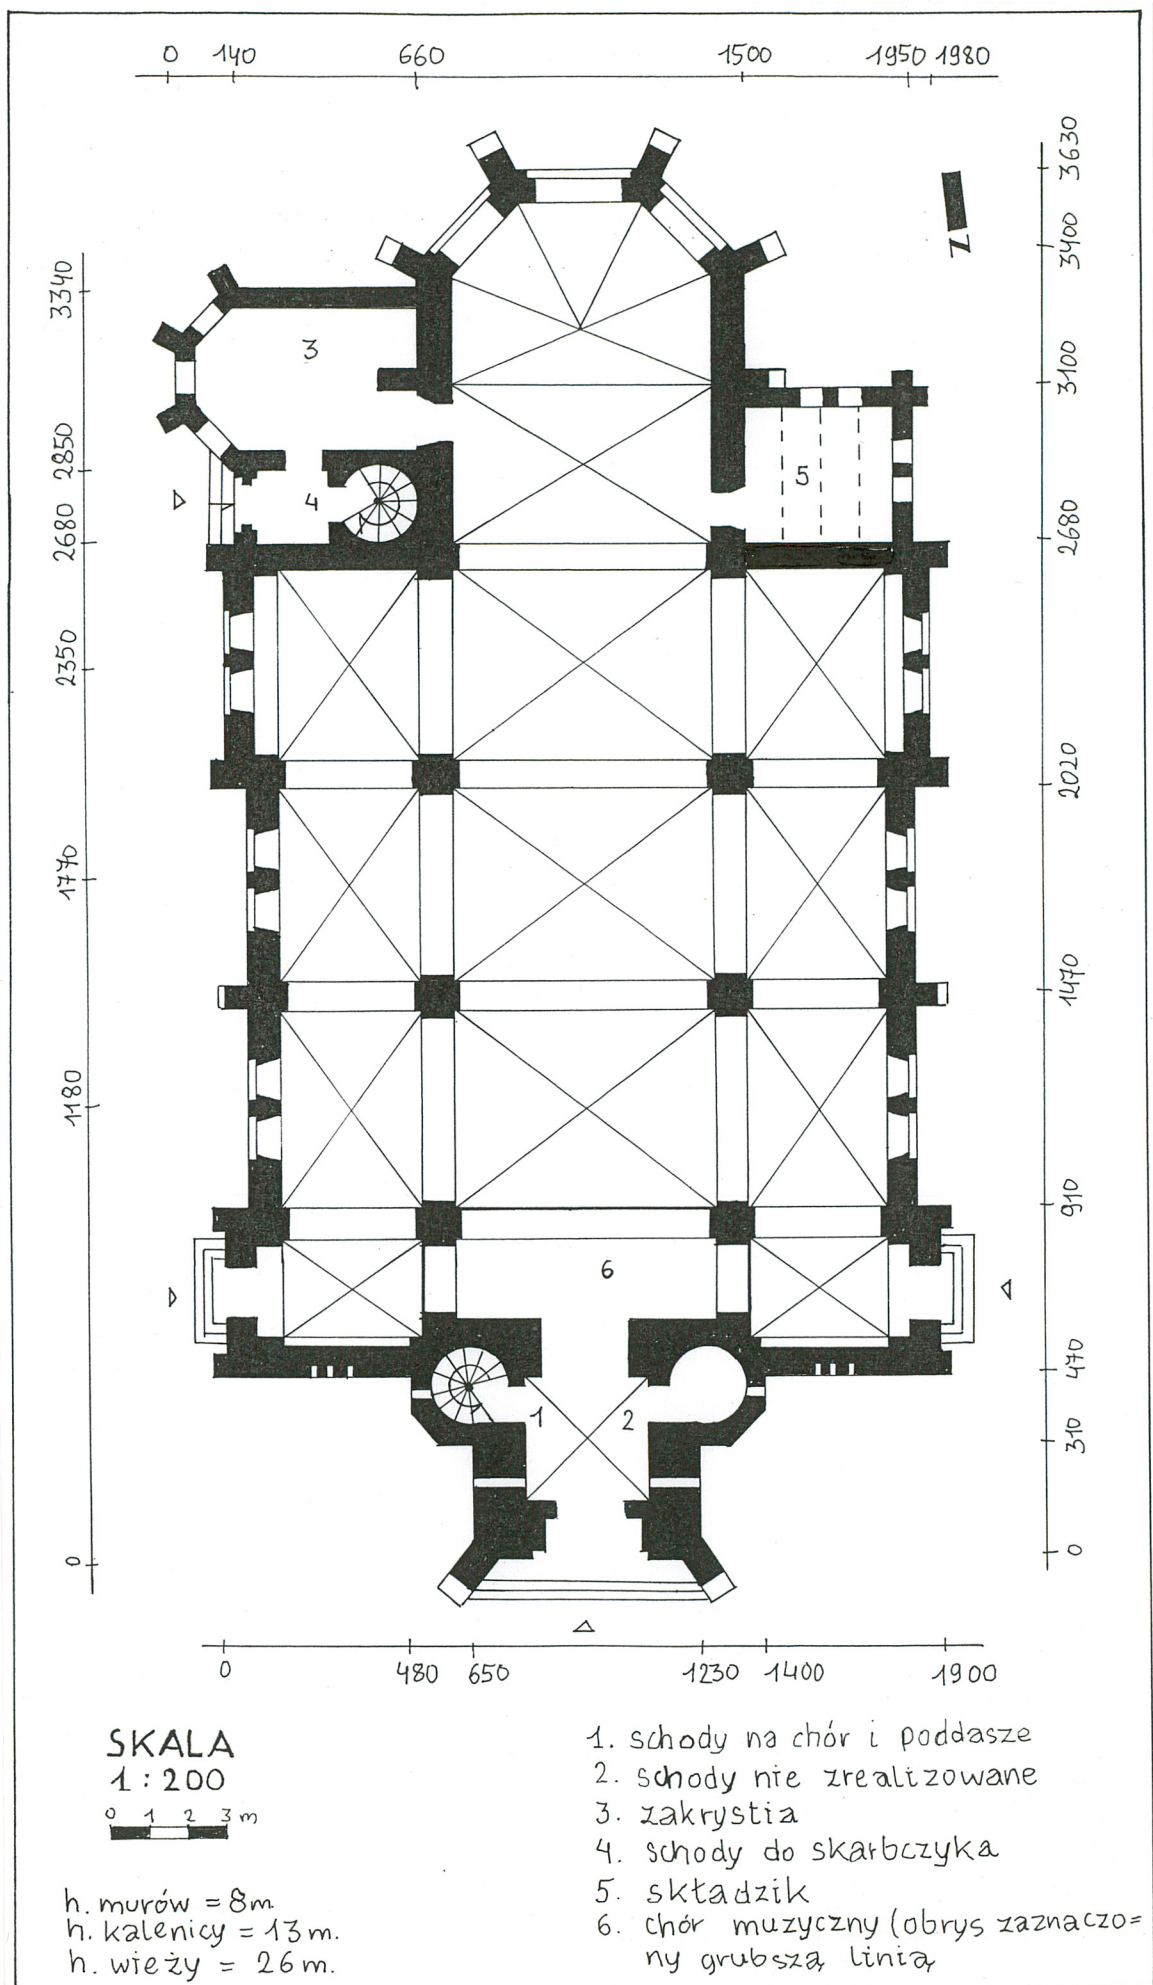 0 140 660 1500 1950 1980
3630
3400
3100
2680
2020
1470
910
470
310
0
3340
2850
2680
2350
1770
1180
0
Z
3
4
5
6
1 2
0 480 650 1230 1400 1900
SKALA
1:200
0 1 2 3 m
h. murów = 8m
h. kalenicy = 13m.
h. wieży = 26m.
1. schody na chór i poddasze
2. schody nie zrealizowane
3. zakrystia
4. schody do skarbczyka
5. składzik
6. chór muzyczny (obrys zaznaczo=
ny grubszą linią